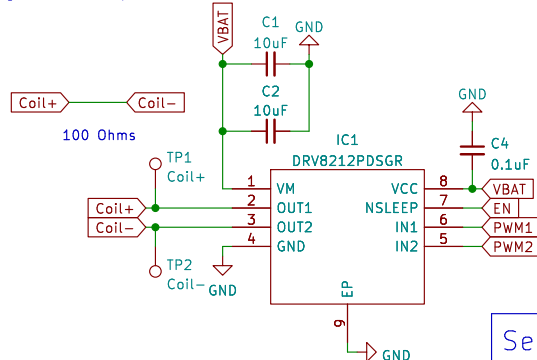 VBAT
C1
10uF
GND
C2
10uF
Coil+
Coil-
100 Ohms
GND
C4
0.1uF
IC1
DRV8212PDSGR
TP1
Coil+
1 VM VCC 8 VBAT
Coil+ 2 OUT1 NSLEEP 7 EN
Coil- 3 OUT2 IN1 6 PWM1
4 GND IN2 5 PWM2
TP2
Coil-
GND
EP
9
GND
Se